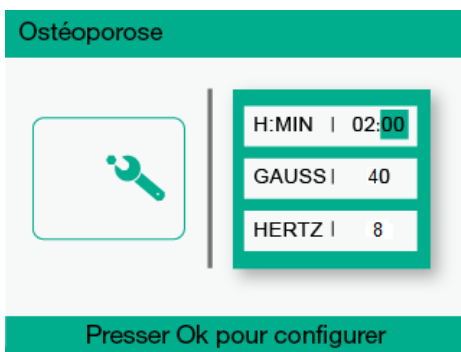 Ostéoporose
H:MIN | 02:00
GAUSS | 40
HERTZ | 8
Presser Ok pour configurer